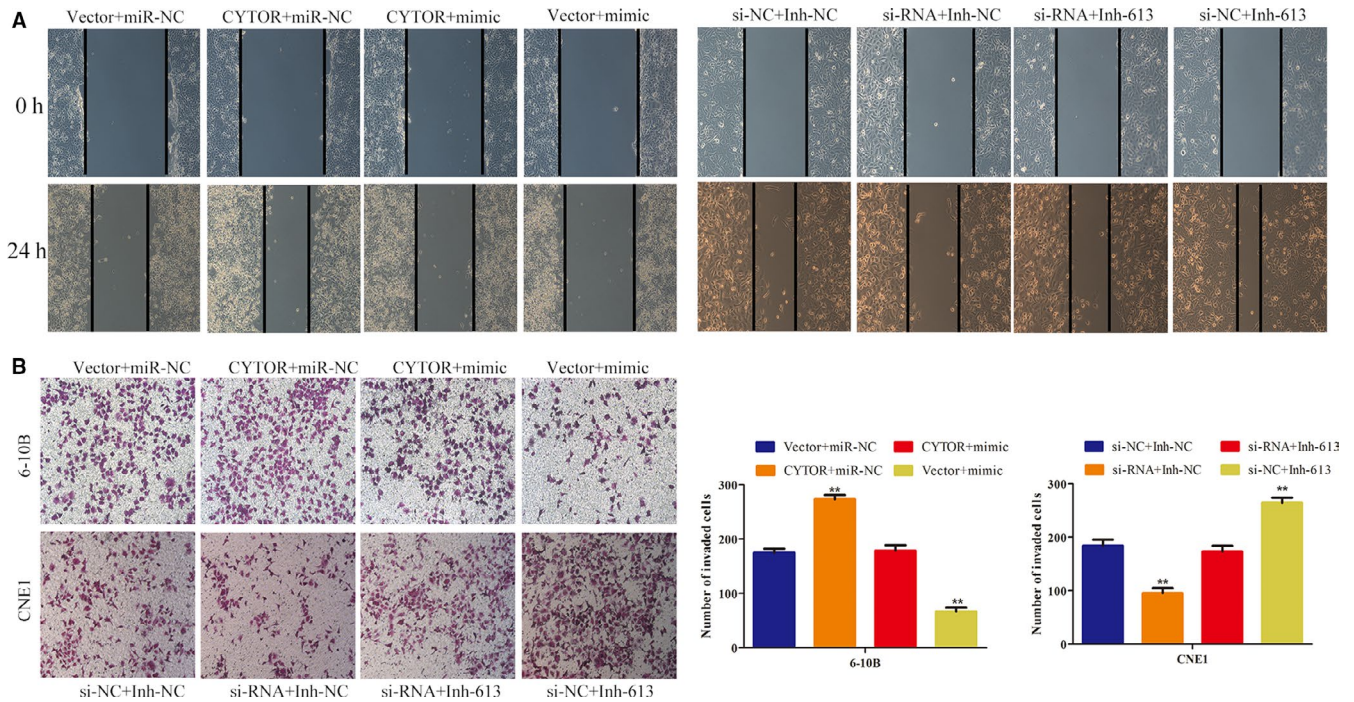 A
Vector+miR-NC CYTOR+miR-NC CYTOR+mimic Vector+mimic
si-NC+Inh-NC si-RNA+Inh-NC si-RNA+Inh-613 si-NC+Inh-613
0 h
24 h
B
Vector+miR-NC CYTOR+miR-NC CYTOR+mimic Vector+mimic
6-10B
CNE1
si-NC+Inh-NC si-RNA+Inh-NC si-RNA+Inh-613 si-NC+Inh-613
Vector+miR-NC CYTOR+mimic
CYTOR+miR-NC Vector+mimic
Number of invaded cells
300
200
100
0
**
**
6-10B
si-NC+Inh-NC si-RNA+Inh-613
si-RNA+Inh-NC si-NC+Inh-613
Number of invaded cells
300
200
100
0
**
**
CNE1